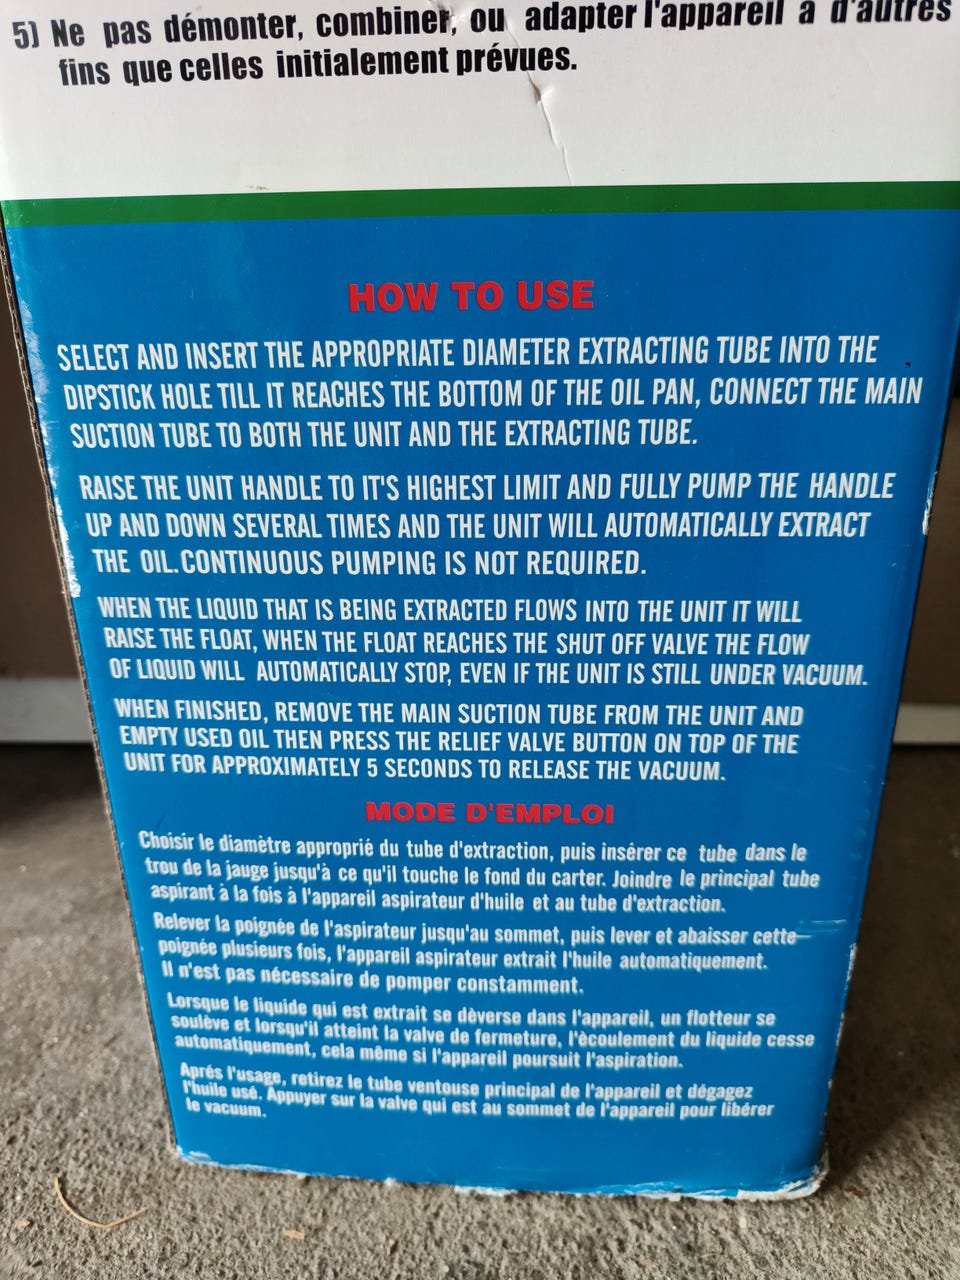 5) Ne pas démonter, combiner, ou adapter l'appareil à d'autres
fins que celles initialement prévues.
HOW TO USE
SELECT AND INSERT THE APPROPRIATE DIAMETER EXTRACTING TUBE INTO THE
DIPSTICK HOLE TILL IT REACHES THE BOTTOM OF THE OIL PAN, CONNECT THE MAIN
SUCTION TUBE TO BOTH THE UNIT AND THE EXTRACTING TUBE.
RAISE THE UNIT HANDLE TO IT'S HIGHEST LIMIT AND FULLY PUMP THE HANDLE
UP AND DOWN SEVERAL TIMES AND THE UNIT WILL AUTOMATICALLY EXTRACT
THE OIL.CONTINUOUS PUMPING IS NOT REQUIRED.
WHEN THE LIQUID THAT IS BEING EXTRACTED FLOWS INTO THE UNIT IT WILL
RAISE THE FLOAT, WHEN THE FLOAT REACHES THE SHUT OFF VALVE THE FLOW
OF LIQUID WILL AUTOMATICALLY STOP, EVEN IF THE UNIT IS STILL UNDER VACUUM.
WHEN FINISHED, REMOVE THE MAIN SUCTION TUBE FROM THE UNIT AND
EMPTY USED OIL THEN PRESS THE RELIEF VALVE BUTTON ON TOP OF THE
UNIT FOR APPROXIMATELY 5 SECONDS TO RELEASE THE VACUUM.
MODE D'EMPLOI
Choisir le diamètre approprié du tube d'extraction, puis insérer ce tube dans le
trou de la jauge jusqu'à ce qu'il touche le fond du carter. Joindre le principal tube
aspirant à la fois à l'appareil aspirateur d'huile et au tube d'extraction.
Relever la poignée de l'aspirateur jusqu'au sommet, puis lever et abaisser cette
poignée plusieurs fois, l'appareil aspirateur extrait l'huile automatiquement.
Il n'est pas nécessaire de pomper constamment.
Lorsque le liquide qui est extrait se dèverse dans l'appareil, un flotteur se
soulève et lorsqu'il atteint la valve de fermeture, l'ècoulement du liquide cesse
automatiquement, cela même si l'appareil poursuit l'aspiration.
Aprés l'usage, retirez le tube ventouse principal de l'appareil et dégagez
l'huile usé. Appuyer sur la valve qui est au sommet de l'appareil pour libérer
le vacuum.